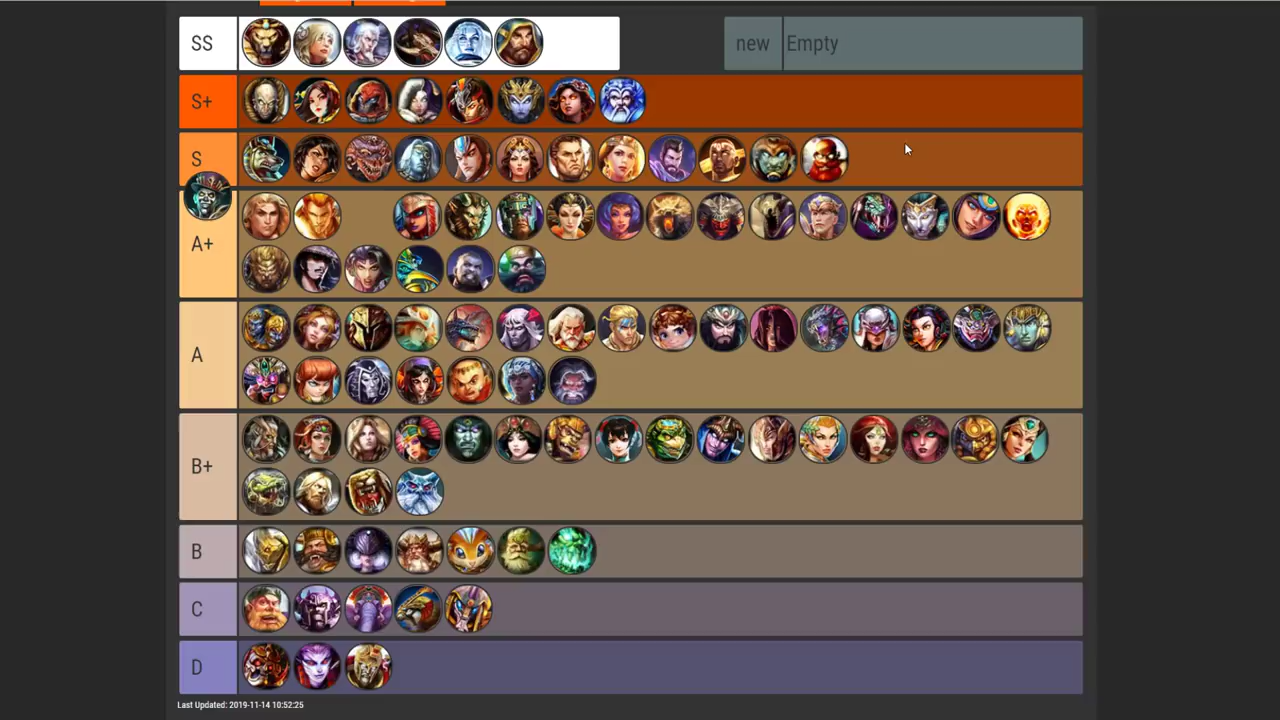 SS
new Empty
S+
S
A+
A
B+
B
C
D
Last Updated: 2019-11-14 10:52:25